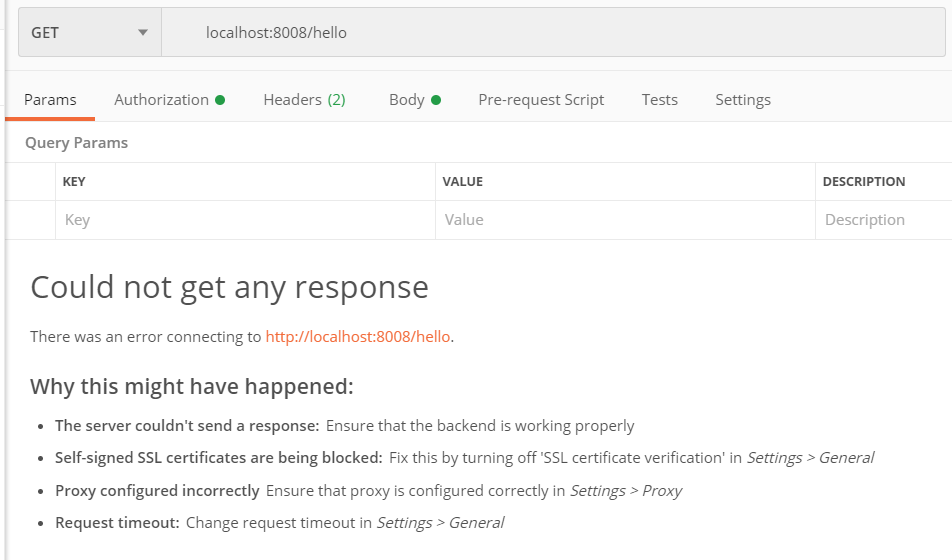 GET localhost:8008/hello
Params Authorization Headers (2) Body Pre-request Script Tests Settings
Query Params
KEY VALUE DESCRIPTION
Key Value Description
Could not get any response
There was an error connecting to http://localhost:8008/hello.
Why this might have happened:
• The server couldn't send a response: Ensure that the backend is working properly
• Self-signed SSL certificates are being blocked: Fix this by turning off 'SSL certificate verification' in Settings > General
• Proxy configured incorrectly Ensure that proxy is configured correctly in Settings > Proxy
• Request timeout: Change request timeout in Settings > General